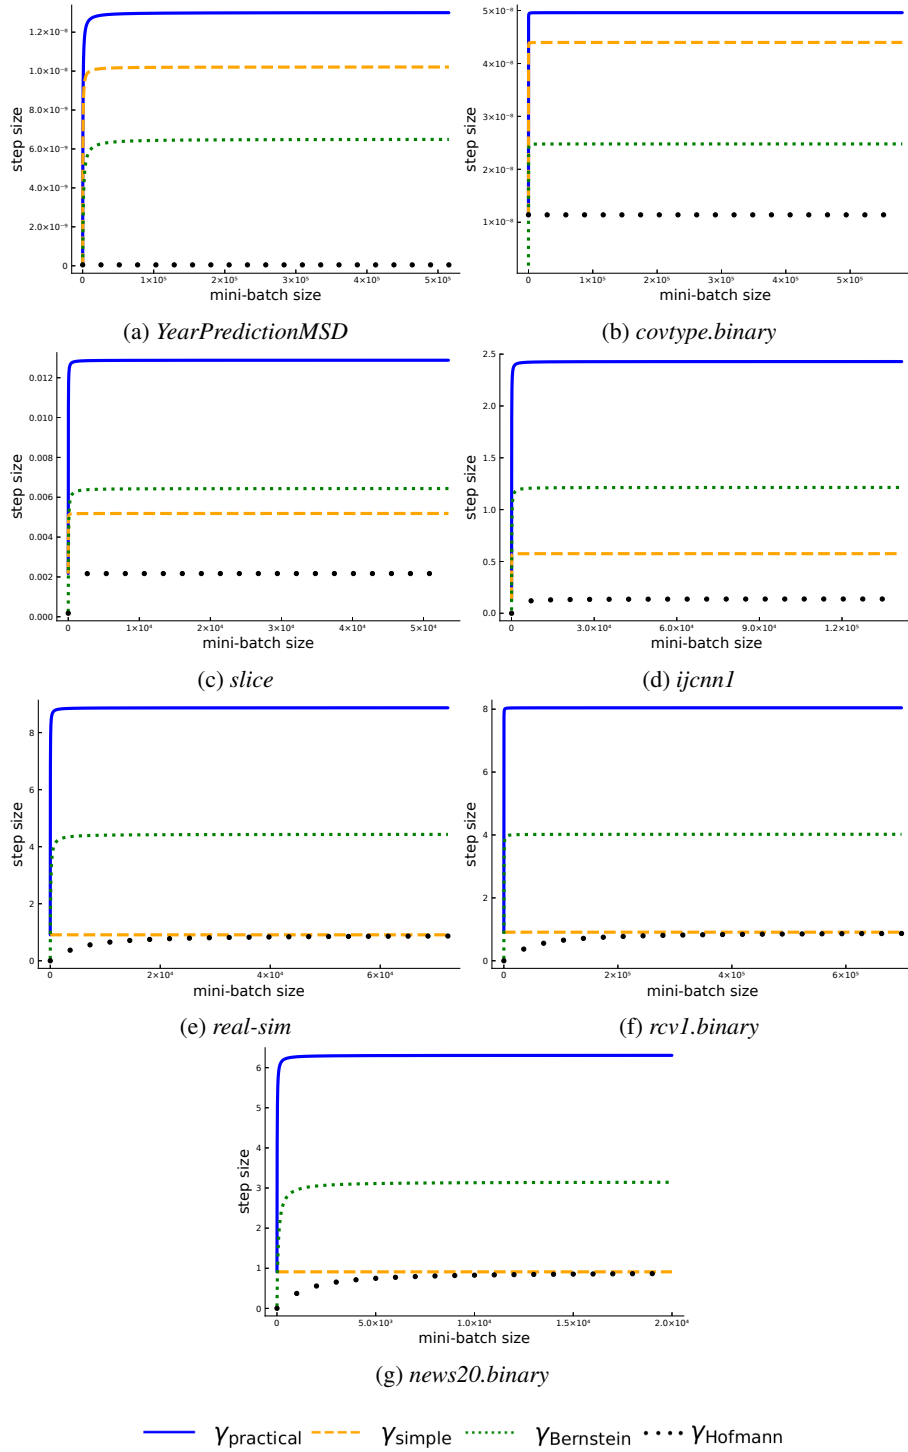 1.2×10⁻⁸
1.0×10⁻⁸
8.0×10⁻⁹
6.0×10⁻⁹
4.0×10⁻⁹
2.0×10⁻⁹
0
step size
0 1×10⁵ 2×10⁵ 3×10⁵ 4×10⁵ 5×10⁵
mini-batch size
(a) YearPredictionMSD
5×10⁻⁸
4×10⁻⁸
3×10⁻⁸
2×10⁻⁸
1×10⁻⁸
step size
0 1×10⁵ 2×10⁵ 3×10⁵ 4×10⁵ 5×10⁵
mini-batch size
(b) covtype.binary
0.012
0.010
0.008
0.006
0.004
0.002
0.000
step size
0 1×10⁴ 2×10⁴ 3×10⁴ 4×10⁴ 5×10⁴
mini-batch size
(c) slice
2.5
2.0
1.5
1.0
0.5
0.0
step size
0 3.0×10⁴ 6.0×10⁴ 9.0×10⁴ 1.2×10⁵
mini-batch size
(d) ijcnn1
8
6
4
2
0
step size
0 2×10⁴ 4×10⁴ 6×10⁴
mini-batch size
(e) real-sim
8
6
4
2
0
step size
0 2×10⁵ 4×10⁵ 6×10⁵
mini-batch size
(f) rcv1.binary
6
5
4
3
2
1
0
step size
0 5.0×10³ 1.0×10⁴ 1.5×10⁴ 2.0×10⁴
mini-batch size
(g) news20.binary
γpractical γsimple γBernstein γHofmann